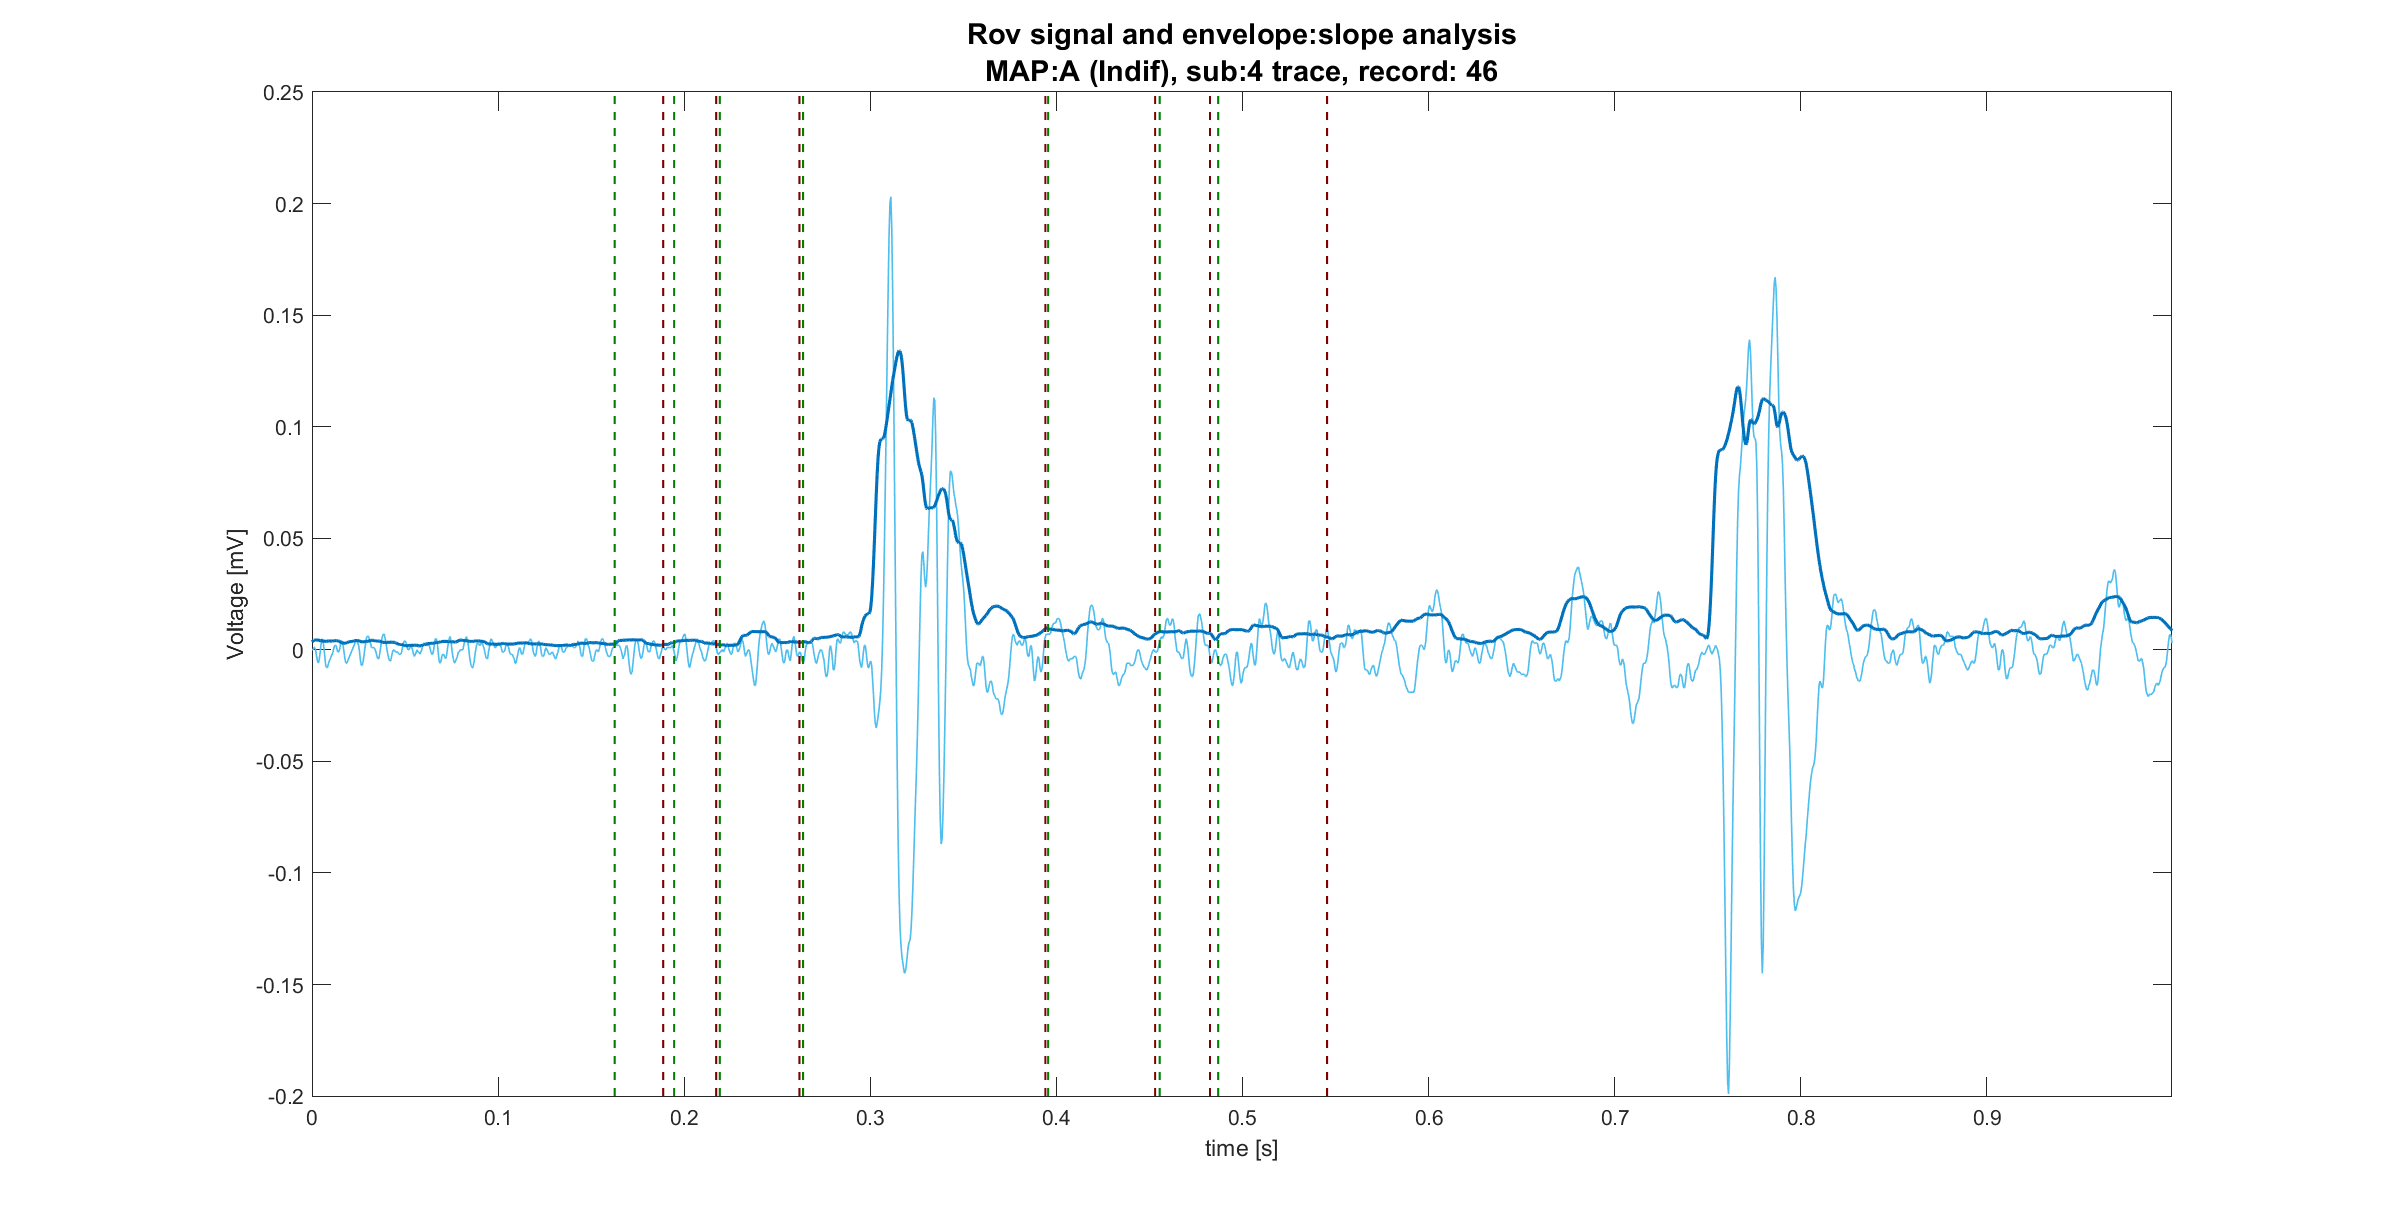 Rov signal and envelope:slope analysis
MAP:A (Indif), sub:4 trace, record: 46
0.25
0.2
0.15
0.1
0.05
0
-0.05
-0.1
-0.15
-0.2
Voltage [mV]
0 0.1 0.2 0.3 0.4 0.5 0.6 0.7 0.8 0.9
time [s]